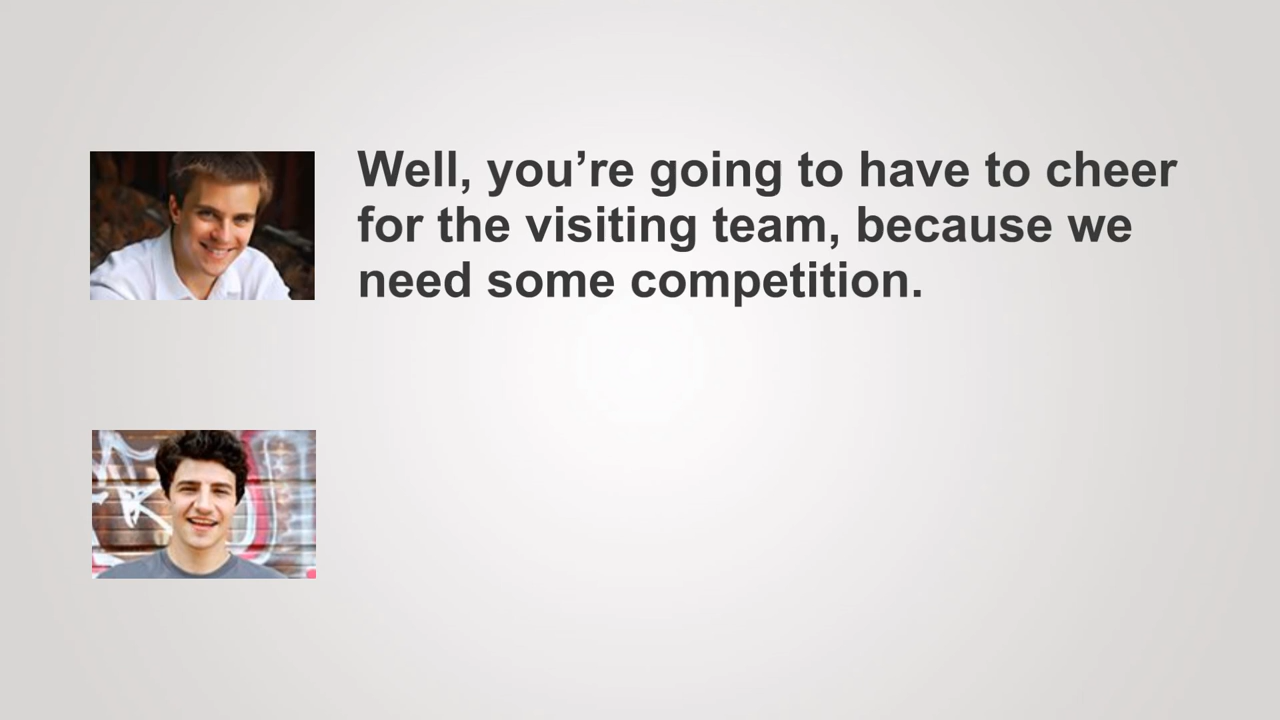 Well, you’re going to have to cheer
for the visiting team, because we
need some competition.